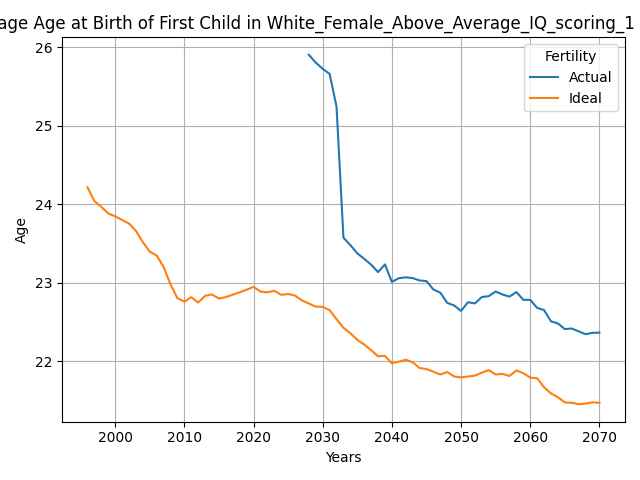 age Age at Birth of First Child in White_Female_Above_Average_IQ_scoring_1
Fertility
Actual
Ideal
Age
26
25
24
23
22
2000 2010 2020 2030 2040 2050 2060 2070
Years